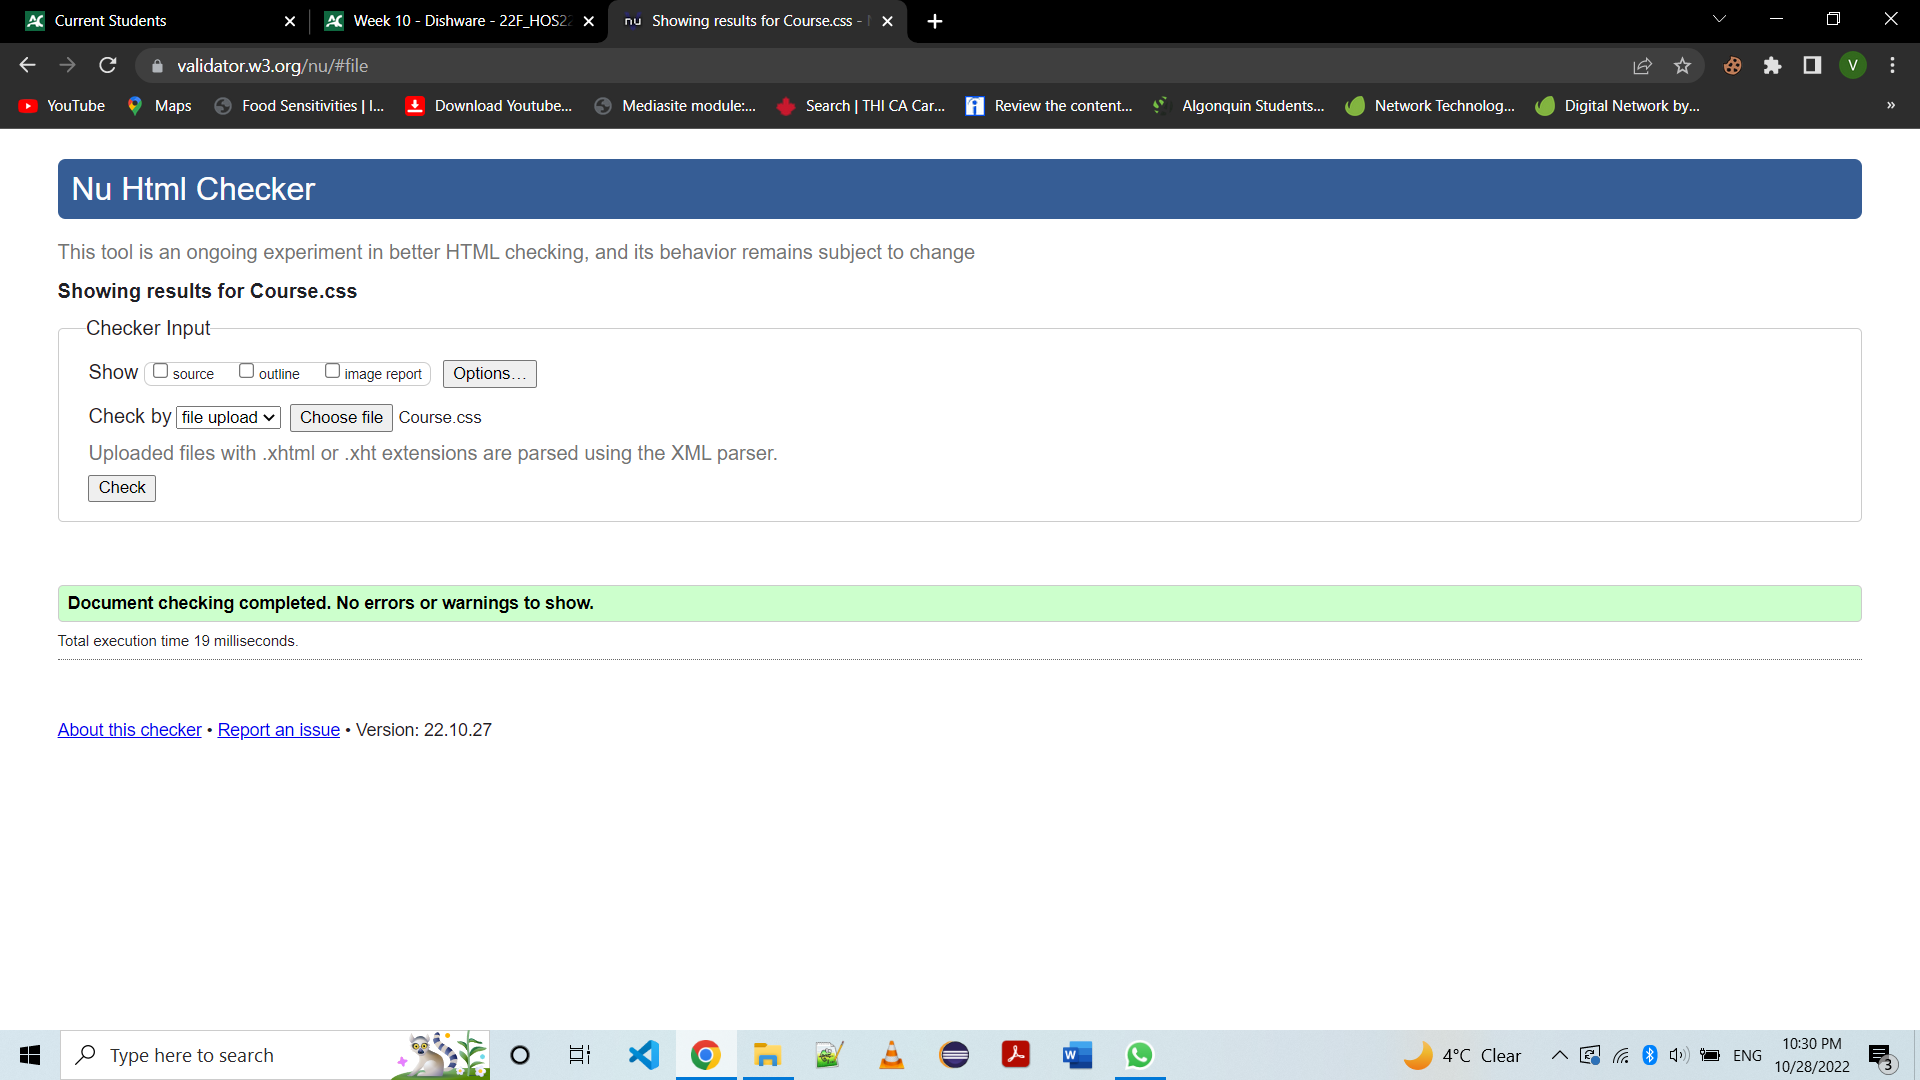 Current Students
Week 10 - Dishware - 22F_HOS22
nu Showing results for Course.css -
validator.w3.org/nu/#file
V
YouTube
Maps
Food Sensitivities | I...
Download Youtube...
Mediasite module:...
Search | THI CA Car...
Review the content...
Algonquin Students...
Network Technolog...
Digital Network by...
»
Nu Html Checker
This tool is an ongoing experiment in better HTML checking, and its behavior remains subject to change
Showing results for Course.css
Checker Input
Show source outline image report Options...
Check by file upload Choose file Course.css
Uploaded files with .xhtml or .xht extensions are parsed using the XML parser.
Check
Document checking completed. No errors or warnings to show.
Total execution time 19 milliseconds.
About this checker • Report an issue • Version: 22.10.27
Type here to search
4°C Clear
ENG
10:30 PM
10/28/2022
3